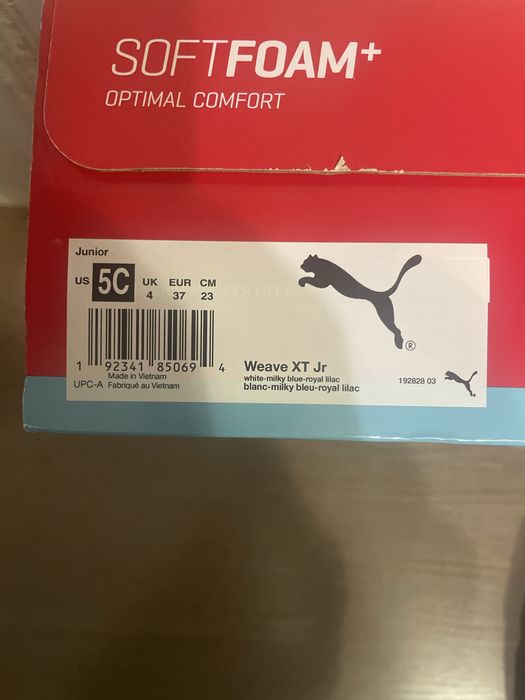 SOFTFOAM+
OPTIMAL COMFORT
Junior
US 5C UK 4 EUR 37 CM 23
1 92341 85069 4
Made in Vietnam
UPC-A Fabriqué au Vietnam
Weave XT Jr
white-milky blue-royal lilac
blanc-milky bleu-royal lilac
192828 03
®